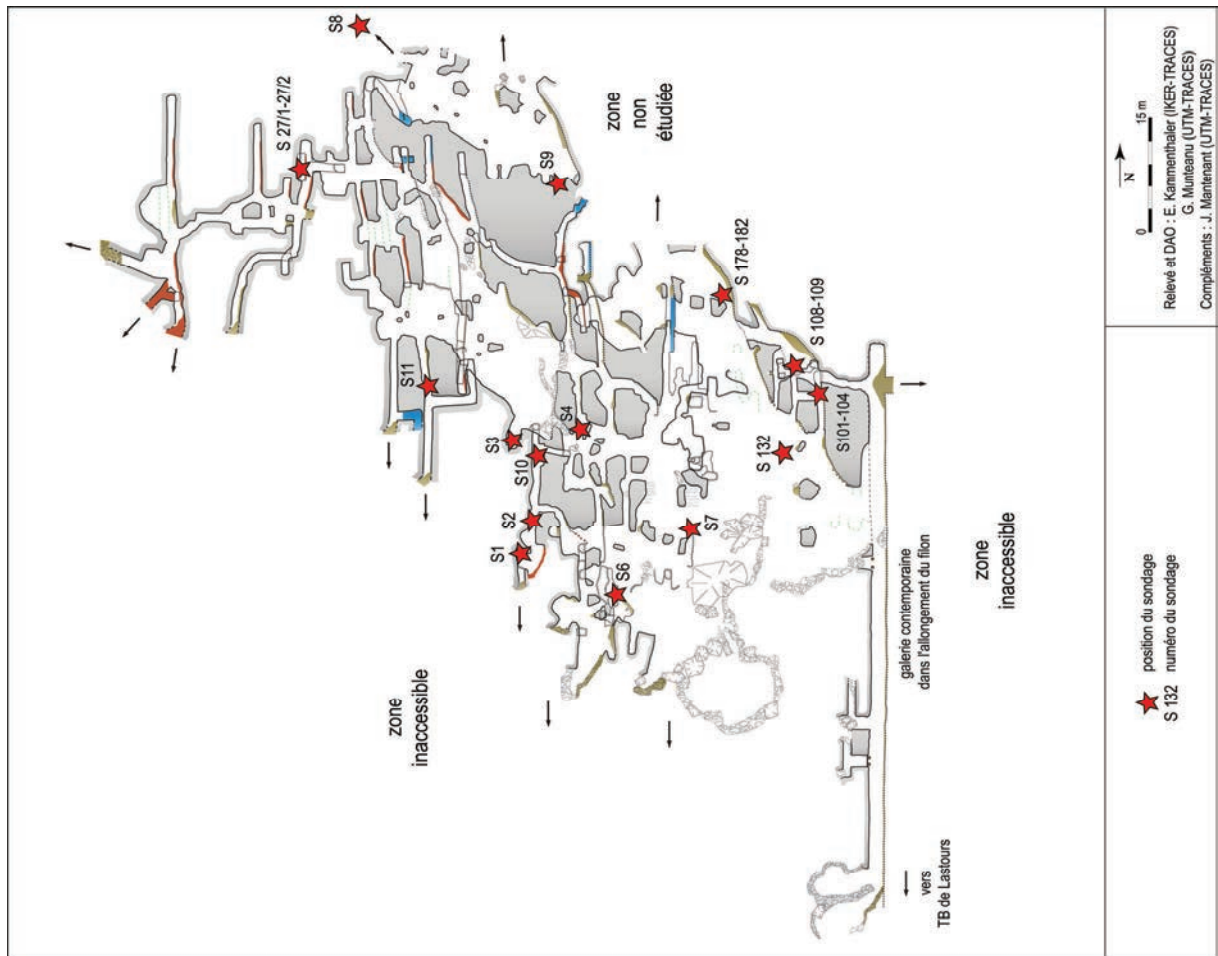 S8
S 27/1-27/2
zone
non
étudiée
S9
S 178-182
S11
S 108-109
S3
S4
S10
S101-104
S 132
S2
S1
S7
S6
zone
inaccessible
galerie contemporaine
dans l'allongement du filon
zone
inaccessible
vers
TB de Lastours
N
0 15 m
Relevé et DAO : E. Kammenthaler (IKER-TRACES)
G. Munteanu (UTM-TRACES)
Compléments : J. Mantenant (UTM-TRACES)
position du sondage
S 132 numéro du sondage